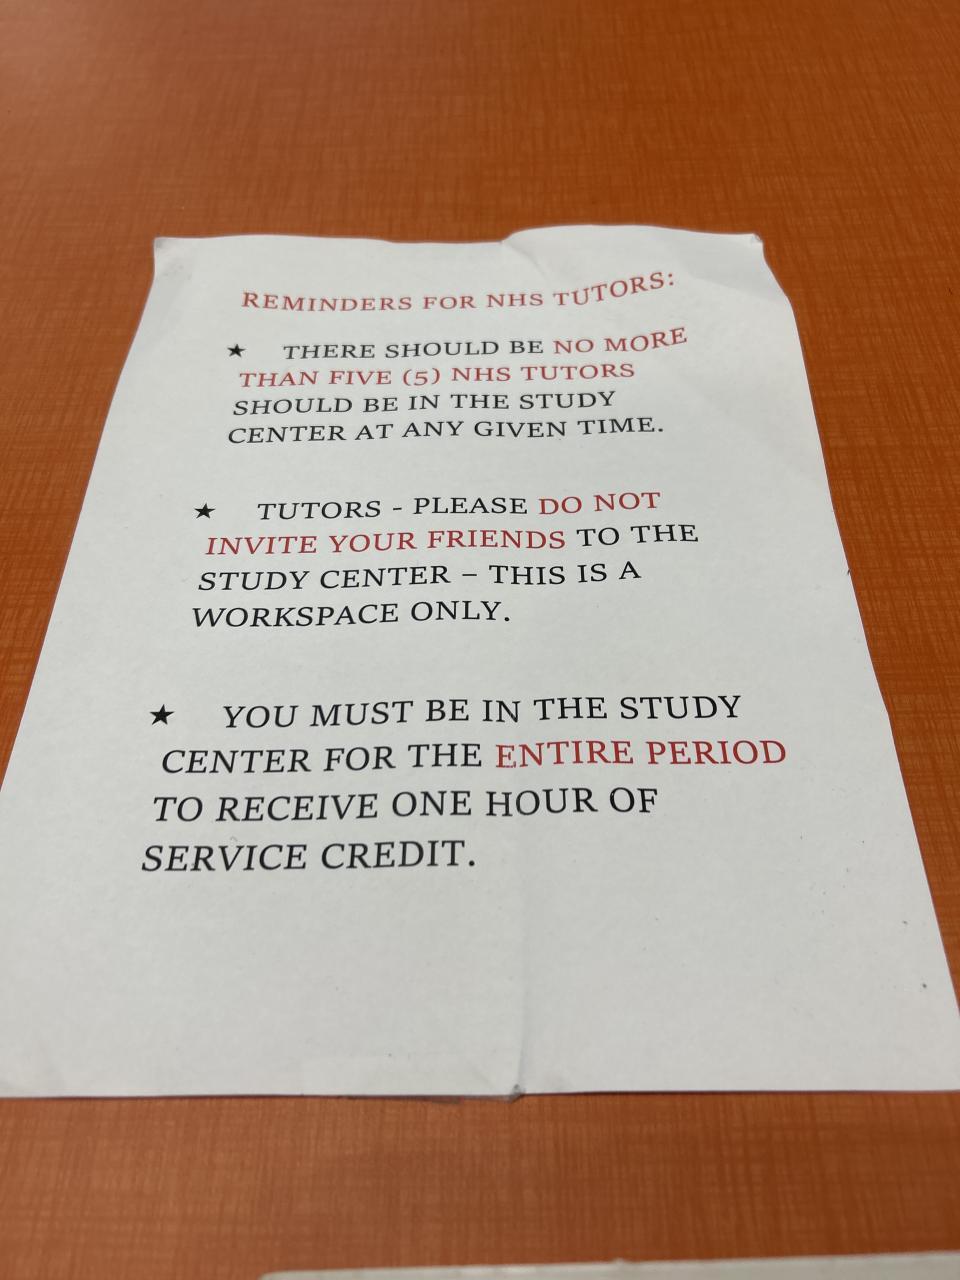 REMINDERS FOR NHS TUTORS:
★ THERE SHOULD BE NO MORE
THAN FIVE (5) NHS TUTORS
SHOULD BE IN THE STUDY
CENTER AT ANY GIVEN TIME.
★ TUTORS - PLEASE DO NOT
INVITE YOUR FRIENDS TO THE
STUDY CENTER – THIS IS A
WORKSPACE ONLY.
★ YOU MUST BE IN THE STUDY
CENTER FOR THE ENTIRE PERIOD
TO RECEIVE ONE HOUR OF
SERVICE CREDIT.